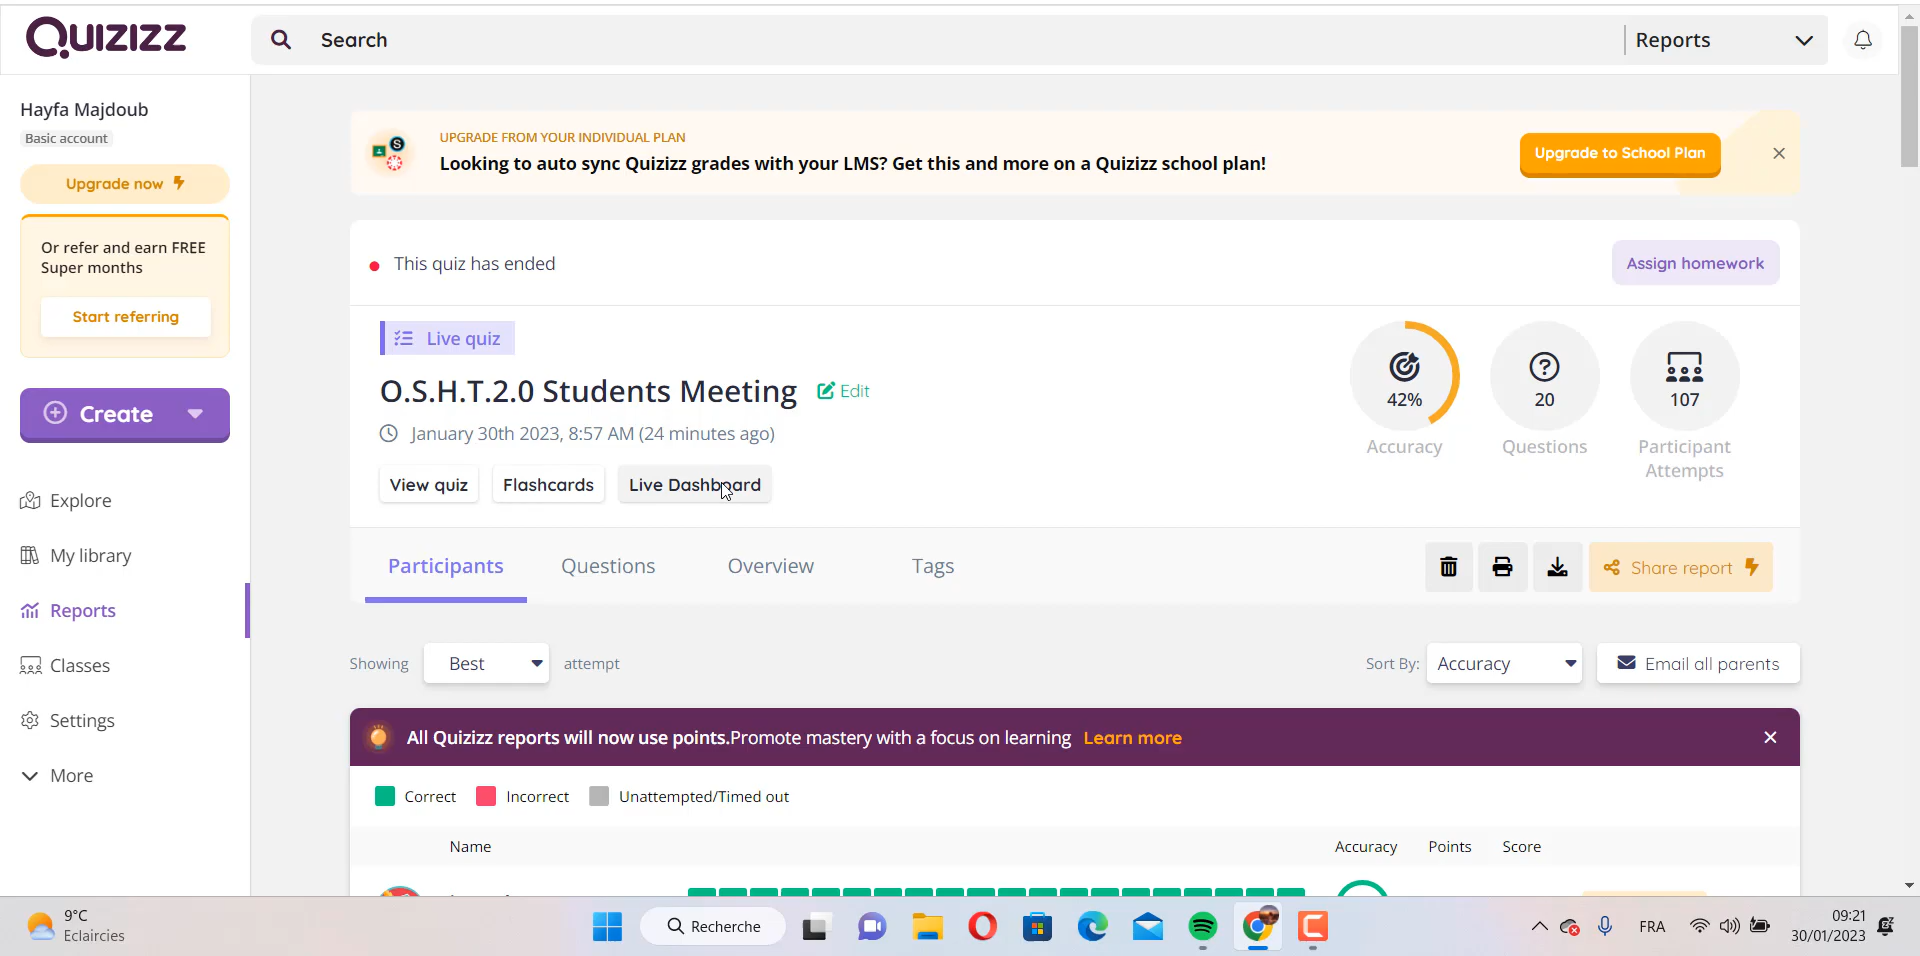 Quizizz
Search
Reports
Hayfa Majdoub
Basic account
Upgrade now
Or refer and earn FREE
Super months
Start referring
Create
Explore
My library
Reports
Classes
Settings
More
UPGRADE FROM YOUR INDIVIDUAL PLAN
Looking to auto sync Quizizz grades with your LMS? Get this and more on a Quizizz school plan!
Upgrade to School Plan
This quiz has ended
Assign homework
Live quiz
O.S.H.T.2.0 Students Meeting
Edit
January 30th 2023, 8:57 AM (24 minutes ago)
View quiz
Flashcards
Live Dashboard
42%
Accuracy
20
Questions
107
Participant
Attempts
Participants
Questions
Overview
Tags
Share report
Showing
Best
attempt
Sort By:
Accuracy
Email all parents
All Quizizz reports will now use points.Promote mastery with a focus on learning Learn more
Correct
Incorrect
Unattempted/Timed out
Name
Accuracy
Points
Score
9°C
Eclaircies
Recherche
FRA
09:21
30/01/2023